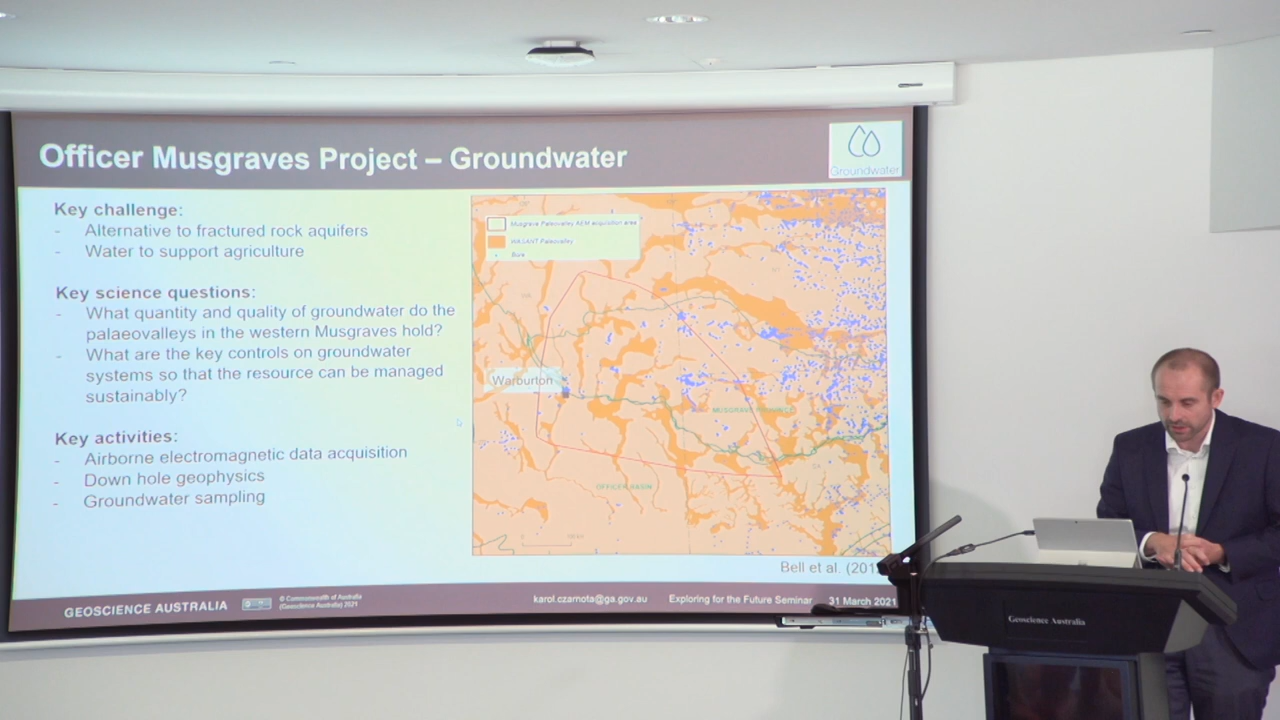 Officer Musgraves Project – Groundwater
Groundwater
Key challenge:
- Alternative to fractured rock aquifers
- Water to support agriculture
Key science questions:
- What quantity and quality of groundwater do the
palaeovalleys in the western Musgraves hold?
- What are the key controls on groundwater
systems so that the resource can be managed
sustainably?
Key activities:
- Airborne electromagnetic data acquisition
- Down hole geophysics
- Groundwater sampling
Musgrave Paleovalley AEM acquisition area
WASANT Paleovalley
Bore
Warburton
MUSGRAVE PROVINCE
OFFICER BASIN
Bell et al. (201
GEOSCIENCE AUSTRALIA
© Commonwealth of Australia
(Geoscience Australia) 2021
karol.czarnota@ga.gov.au
Exploring for the Future Seminar
31 March 2021
Geoscience Australia